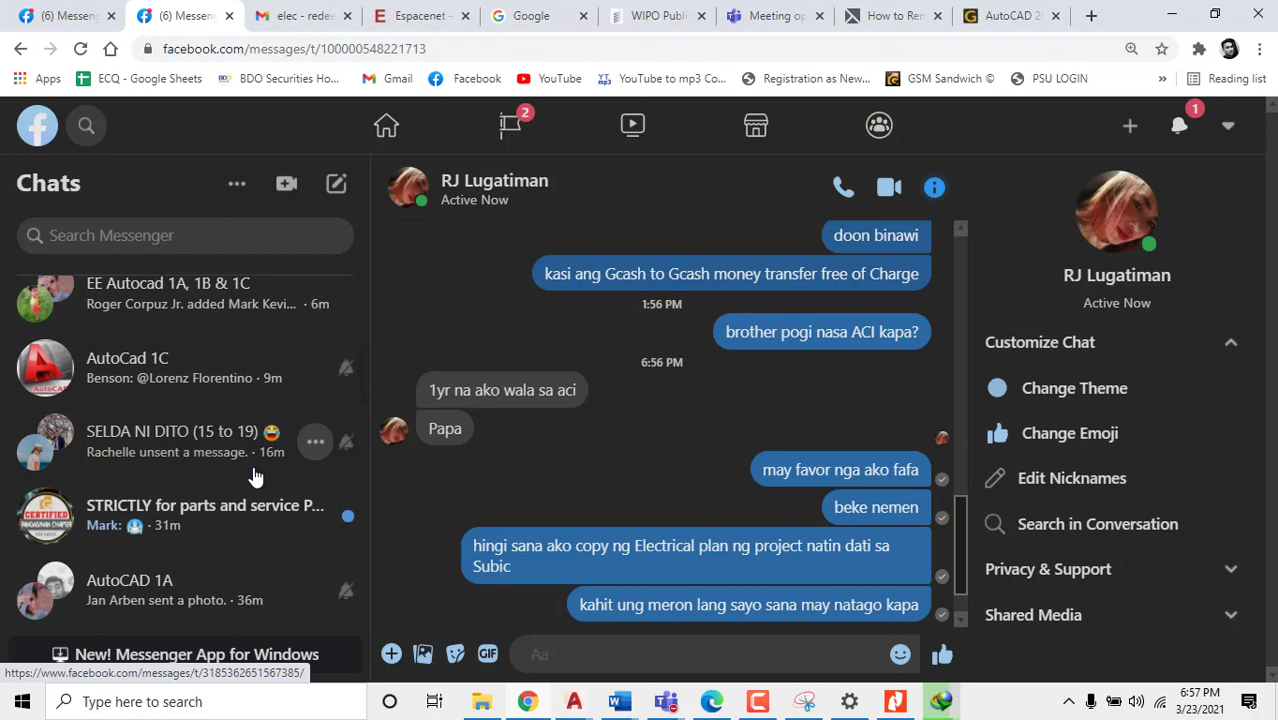 (6) Messeng
(6) Messeng
elec - redee
Espacenet –
Google
WIPO Publi
Meeting op
How to Ren
AutoCAD 20
facebook.com/messages/t/100000548221713
Apps
ECQ - Google Sheets
BDO Securities Ho...
Gmail
Facebook
YouTube
YouTube to mp3 Co...
Registration as New...
GSM Sandwich ©
PSU LOGIN
»
Reading list
2
1
Chats
Search Messenger
EE Autocad 1A, 1B & 1C
Roger Corpuz Jr. added Mark Kevi... · 6m
AutoCad 1C
Benson: @Lorenz Florentino · 9m
SELDA NI DITO (15 to 19) 😂
Rachelle unsent a message. · 16m
CERTIFIED
STRICTLY for parts and service P...
Mark: 🥶 · 31m
AutoCAD 1A
Jan Arben sent a photo. · 36m
New! Messenger App for Windows
https://www.facebook.com/messages/t/3185362651567385/
RJ Lugatiman
Active Now
doon binawi
kasi ang Gcash to Gcash money transfer free of Charge
1:56 PM
brother pogi nasa ACI kapa?
6:56 PM
1yr na ako wala sa aci
Papa
may favor nga ako fafa
beke nemen
hingi sana ako copy ng Electrical plan ng project natin dati sa
Subic
kahit ung meron lang sayo sana may natago kapa
GIF
Aa
RJ Lugatiman
Active Now
Customize Chat
Change Theme
Change Emoji
Edit Nicknames
Search in Conversation
Privacy & Support
Shared Media
Type here to search
6:57 PM
3/23/2021